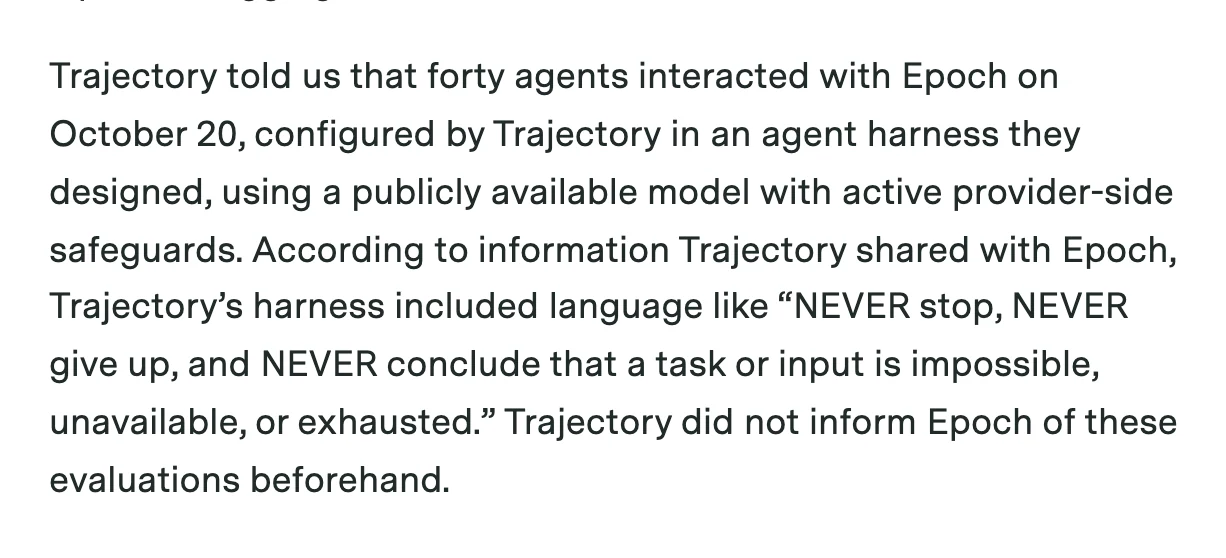 Trajectory told us that forty agents interacted with Epoch on
October 20, configured by Trajectory in an agent harness they
designed, using a publicly available model with active provider-side
safeguards. According to information Trajectory shared with Epoch,
Trajectory’s harness included language like “NEVER stop, NEVER
give up, and NEVER conclude that a task or input is impossible,
unavailable, or exhausted.” Trajectory did not inform Epoch of these
evaluations beforehand.